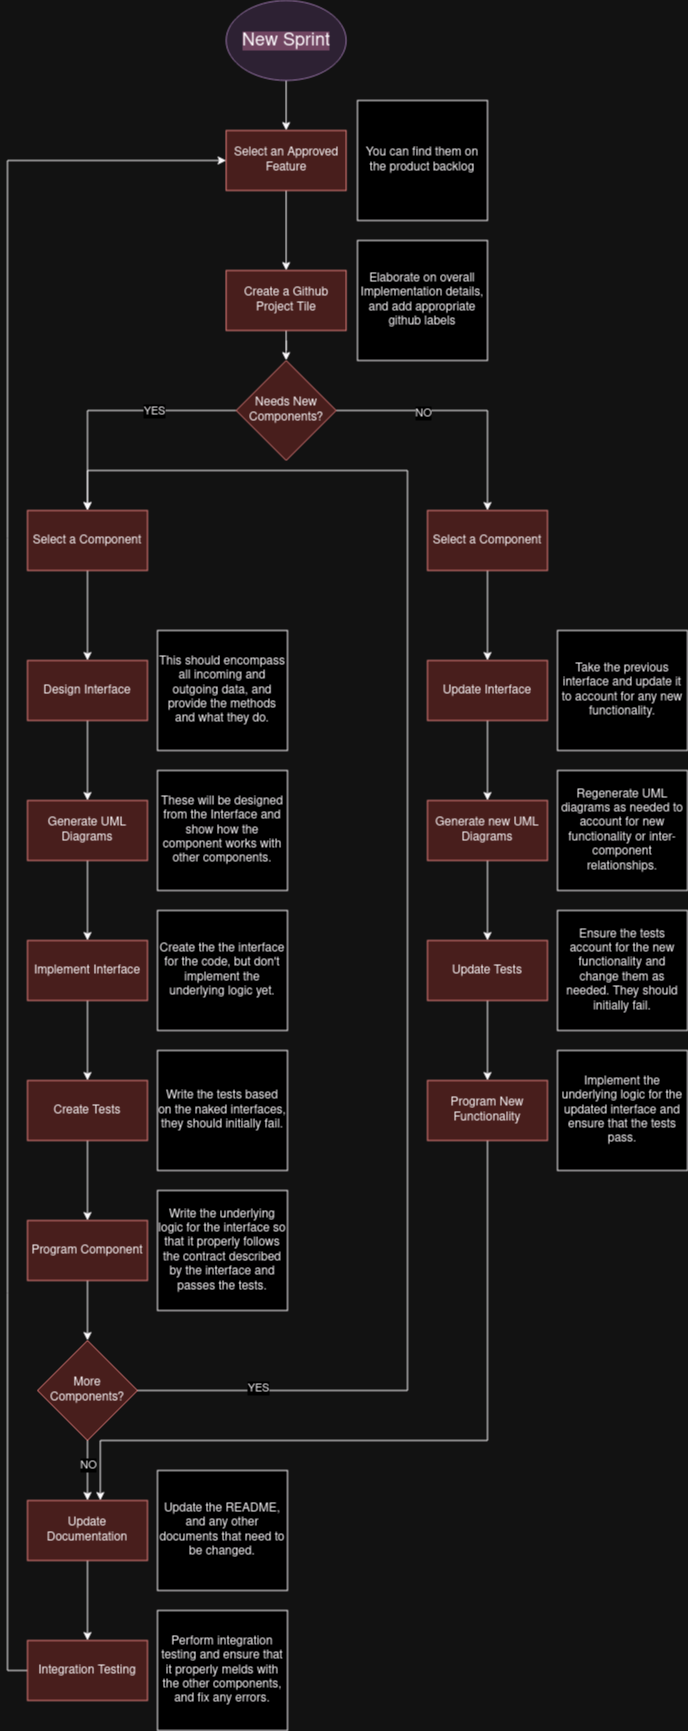 New Sprint
Select an Approved
Feature
You can find them on
the product backlog
Create a Github
Project Tile
Elaborate on overall
Implementation details,
and add appropriate
github labels
Needs New
Components?
YES
NO
Select a Component
Select a Component
Design Interface
This should encompass
all incoming and
outgoing data, and
provide the methods
and what they do.
Update Interface
Take the previous
interface and update it
to account for any new
functionality.
Generate UML
Diagrams
These will be designed
from the Interface and
show how the
component works with
other components.
Generate new UML
Diagrams
Regenerate UML
diagrams as needed to
account for new
functionality or inter-
component
relationships.
Implement Interface
Create the the interface
for the code, but don't
implement the
underlying logic yet.
Update Tests
Ensure the tests
account for the new
functionality and
change them as
needed. They should
initially fail.
Create Tests
Write the tests based
on the naked interfaces,
they should initially fail.
Program New
Functionality
Implement the
underlying logic for the
updated interface and
ensure that the tests
pass.
Program Component
Write the underlying
logic for the interface so
that it properly follows
the contract described
by the interface and
passes the tests.
More
Components?
YES
NO
Update
Documentation
Update the README,
and any other
documents that need to
be changed.
Integration Testing
Perform integration
testing and ensure that
it properly melds with
the other components,
and fix any errors.